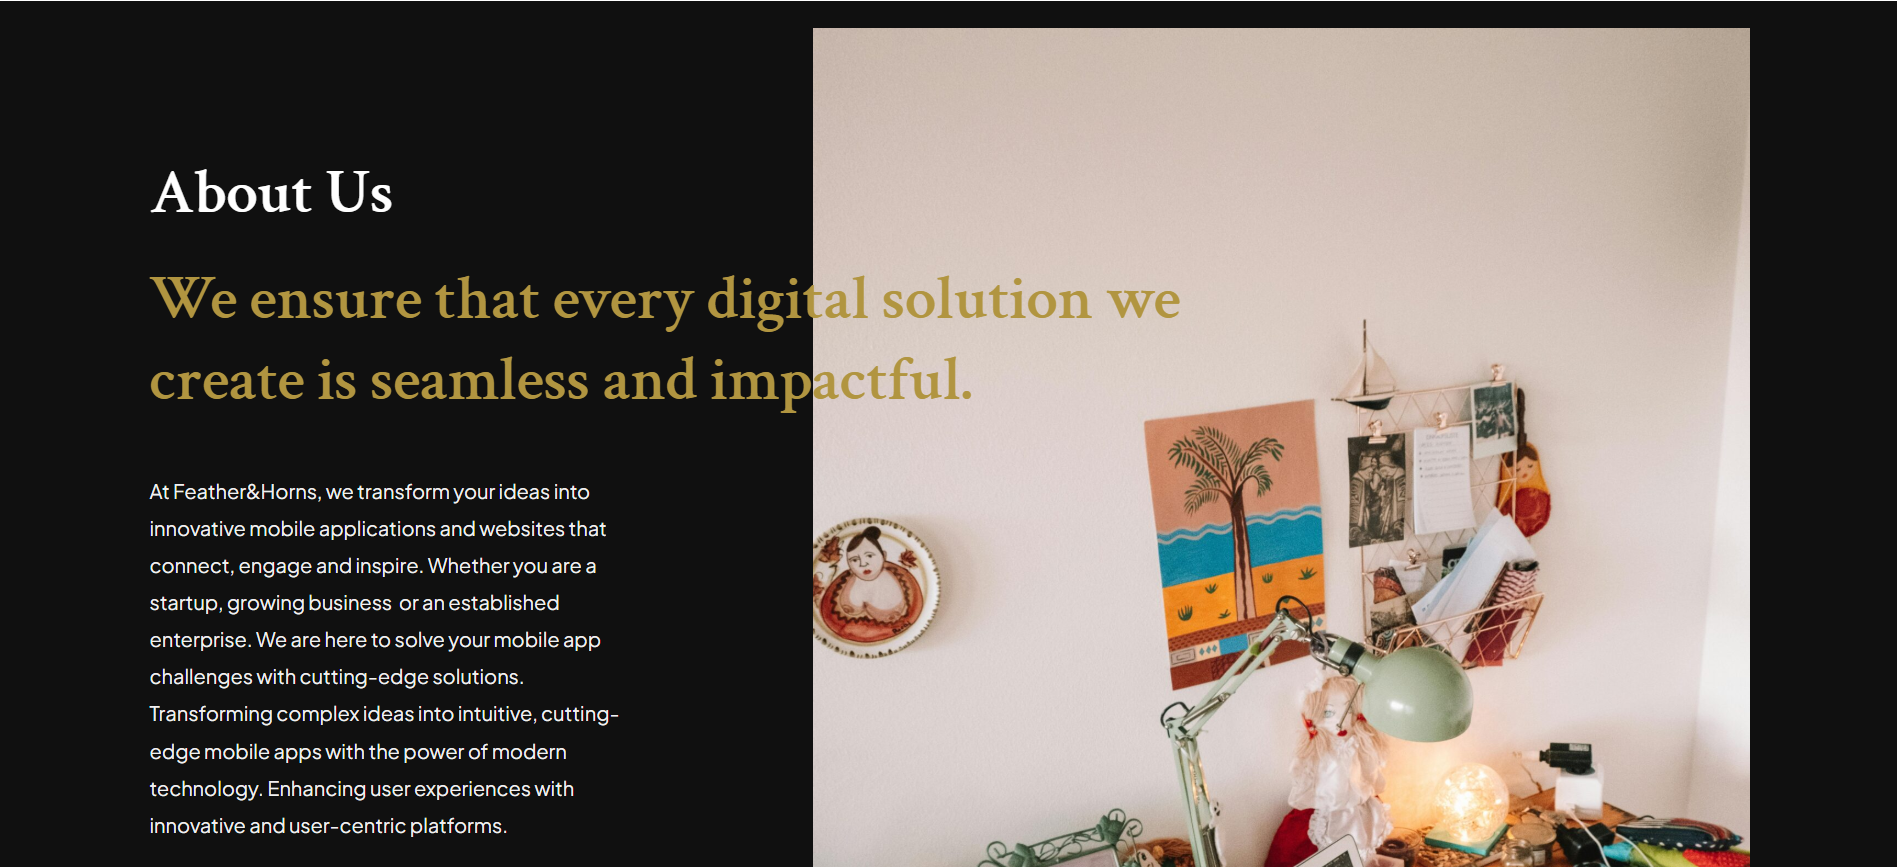 About Us
We ensure that every digital solution we
create is seamless and impactful.
At Feather&Horns, we transform your ideas into
innovative mobile applications and websites that
connect, engage and inspire. Whether you are a
startup, growing business  or an established
enterprise. We are here to solve your mobile app
challenges with cutting-edge solutions.
Transforming complex ideas into intuitive, cutting-
edge mobile apps with the power of modern
technology. Enhancing user experiences with
innovative and user-centric platforms.